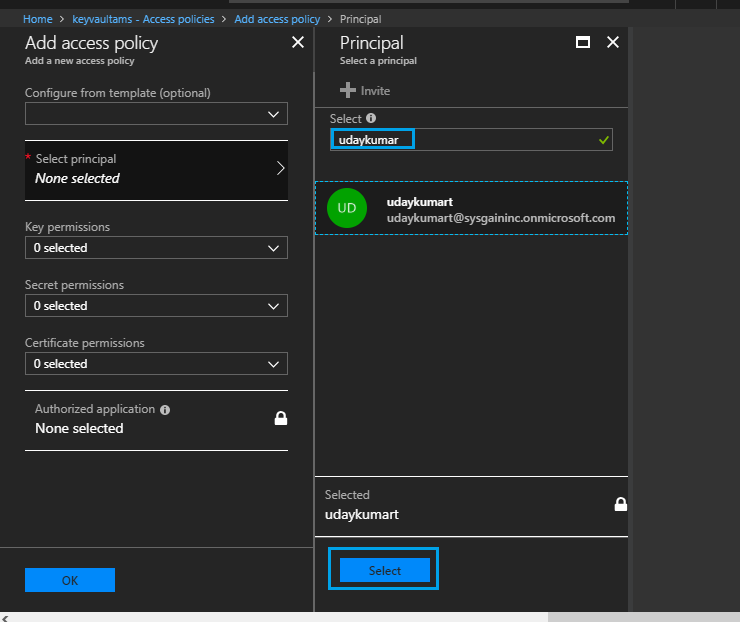 Home > keyvaultams - Access policies > Add access policy > Principal
Add access policy
Add a new access policy
Configure from template (optional)
* Select principal
None selected
Key permissions
0 selected
Secret permissions
0 selected
Certificate permissions
0 selected
Authorized application
None selected
OK
Principal
Select a principal
Invite
Select
udaykumar
UD
udaykumart
udaykumart@sysgaininc.onmicrosoft.com
Selected
udaykumart
Select